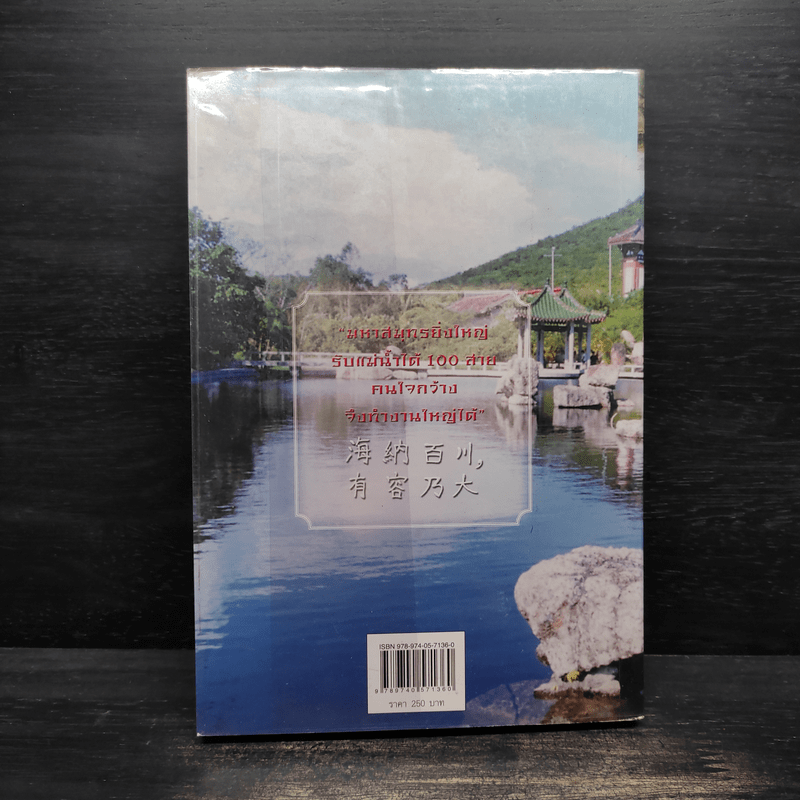 “มหาสมุทรยิ่งใหญ่
รับแม่น้ำได้ 100 สาย
คนใจกว้าง
จึงทำงานใหญ่ได้”
海納百川,
有容乃大
ISBN 978-974-05-7136-0
9789740571360
ราคา 250 บาท